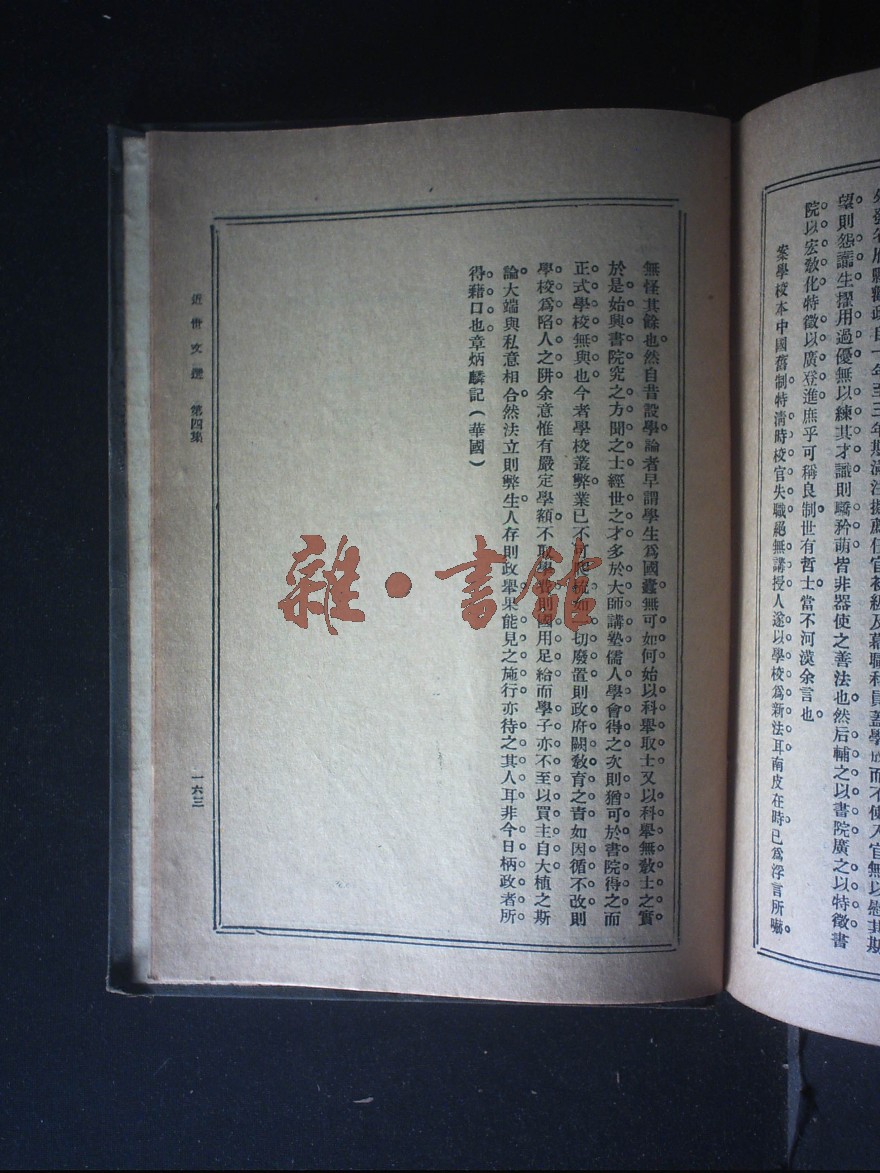 望則怨讟生擢用過優無以練其才識則驕矜萌皆非器使之善法也然后輔之以書院廣之以特徵書
院以宏敎化特徵以廣登進庶乎可稱良制世有哲士當不河漢余言也
案學校本中國舊制特淸時校官失職絕無講授人遂以學校爲新法耳南皮在時已爲浮言所嚇
無怪其餘也然自昔設學論者早謂學生爲國蠹無可如何始以科舉取士又以科舉無敎士之實
於是始興書院究之方聞之士經世之才多於大師講塾儒人學會得之次則猶可於書院得之而
正式學校無與也今者學校叢弊業已不可爬梳如一切廢置則政府闕敎育之責如因循不改則
學校爲陷人之阱余意惟有嚴定學額不取學費則國用足給而學子亦不至以買主自大植之斯
論大端與私意相合然法立則弊生人存則政舉果能見之施行亦待之其人耳非今日柄政者所
得藉口也章炳麟記(華國)
近世文選 第四集
一六三
雜·書館